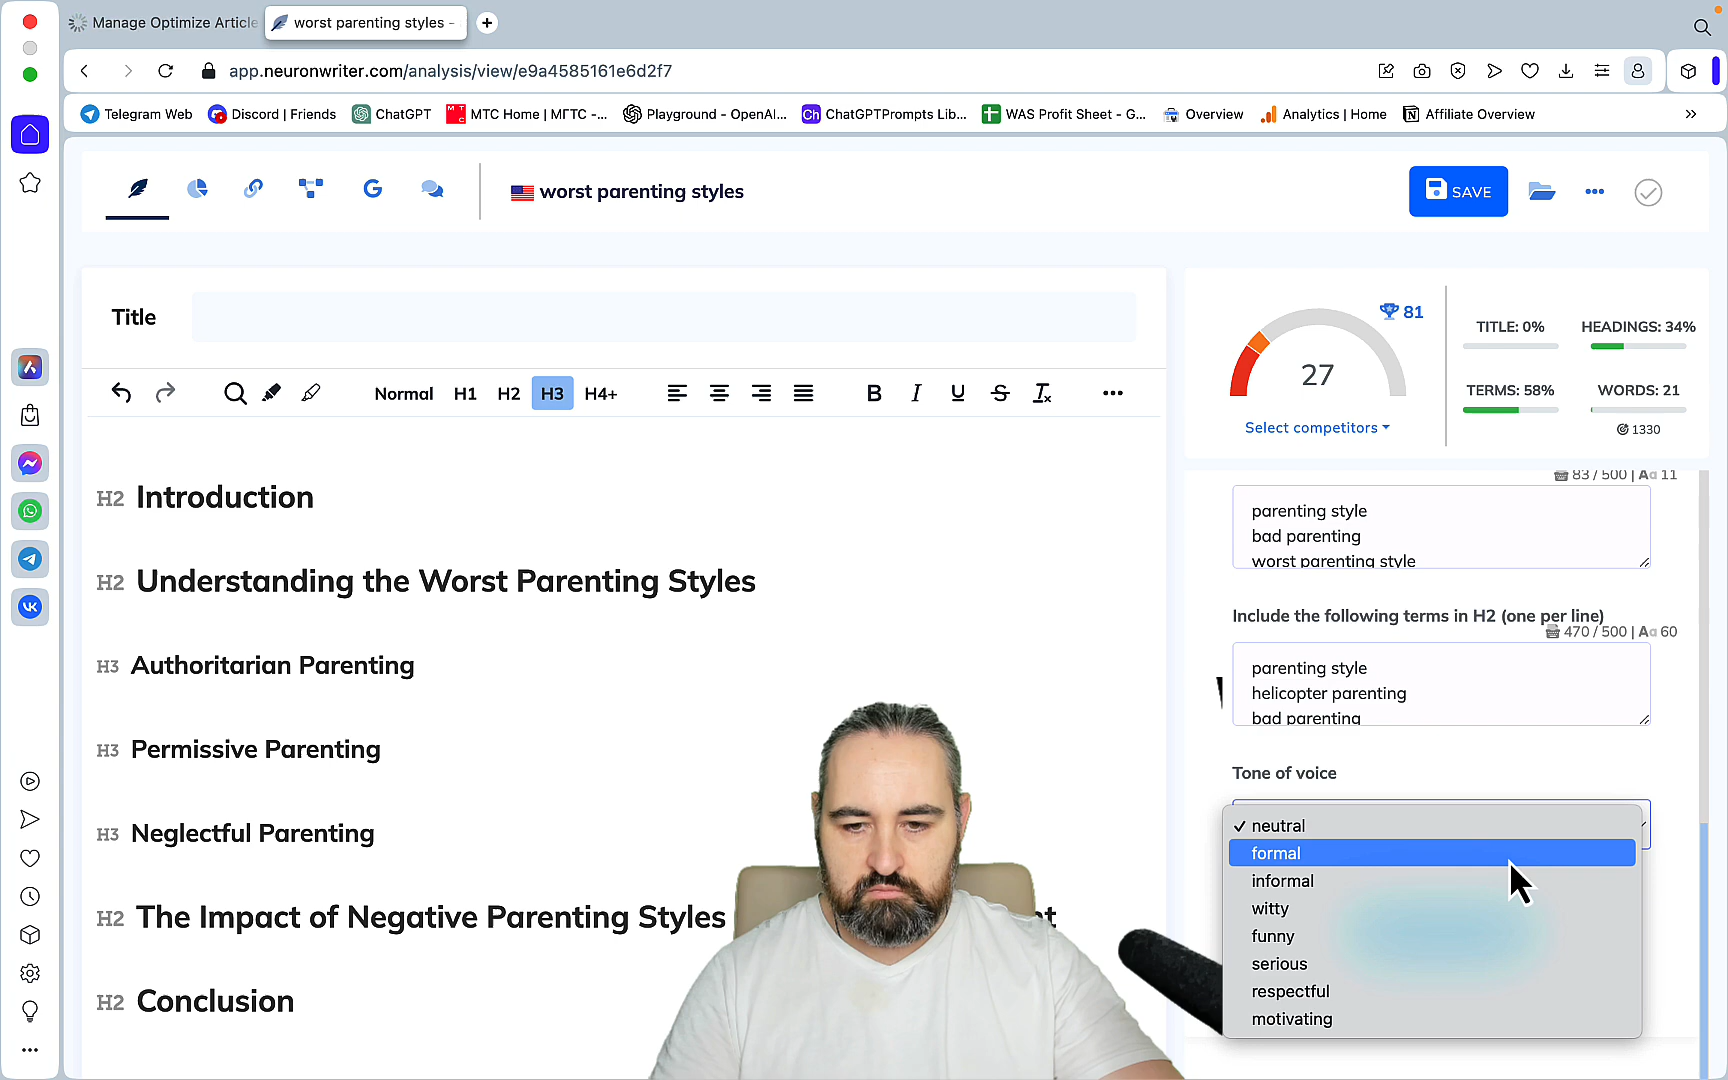 Manage Optimize Article
worst parenting styles -
app.neuronwriter.com/analysis/view/e9a4585161e6d2f7
Telegram Web
Discord | Friends
ChatGPT
MTC Home | МГТС -...
Playground - OpenAI...
Ch ChatGPTPrompts Lib...
WAS Profit Sheet - G...
Overview
Analytics | Home
Affiliate Overview
worst parenting styles
SAVE
Title
Normal H1 H2 H3 H4+
B I U S Tx
H2 Introduction
H2 Understanding the Worst Parenting Styles
H3 Authoritarian Parenting
H3 Permissive Parenting
H3 Neglectful Parenting
H2 The Impact of Negative Parenting Styles
H2 Conclusion
81
27
Select competitors
TITLE: 0%
HEADINGS: 34%
TERMS: 58%
WORDS: 21
1330
83 / 500 | Aa 11
parenting style
bad parenting
worst parenting style
Include the following terms in H2 (one per line)
470 / 500 | Aa 60
parenting style
helicopter parenting
bad parenting
Tone of voice
neutral
formal
informal
witty
funny
serious
respectful
motivating